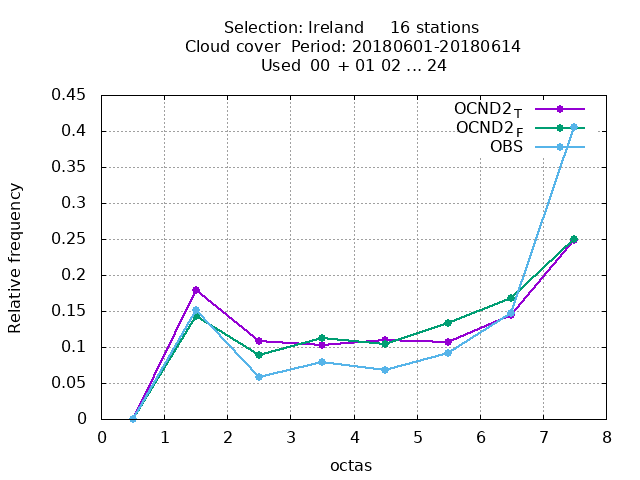 Selection: Ireland     16 stations
Cloud cover  Period: 20180601-20180614
Used  00  + 01 02 ... 24
Relative frequency
0.45
0.4
0.35
0.3
0.25
0.2
0.15
0.1
0.05
0
OCND2T
OCND2F
OBS
0 1 2 3 4 5 6 7 8
octas